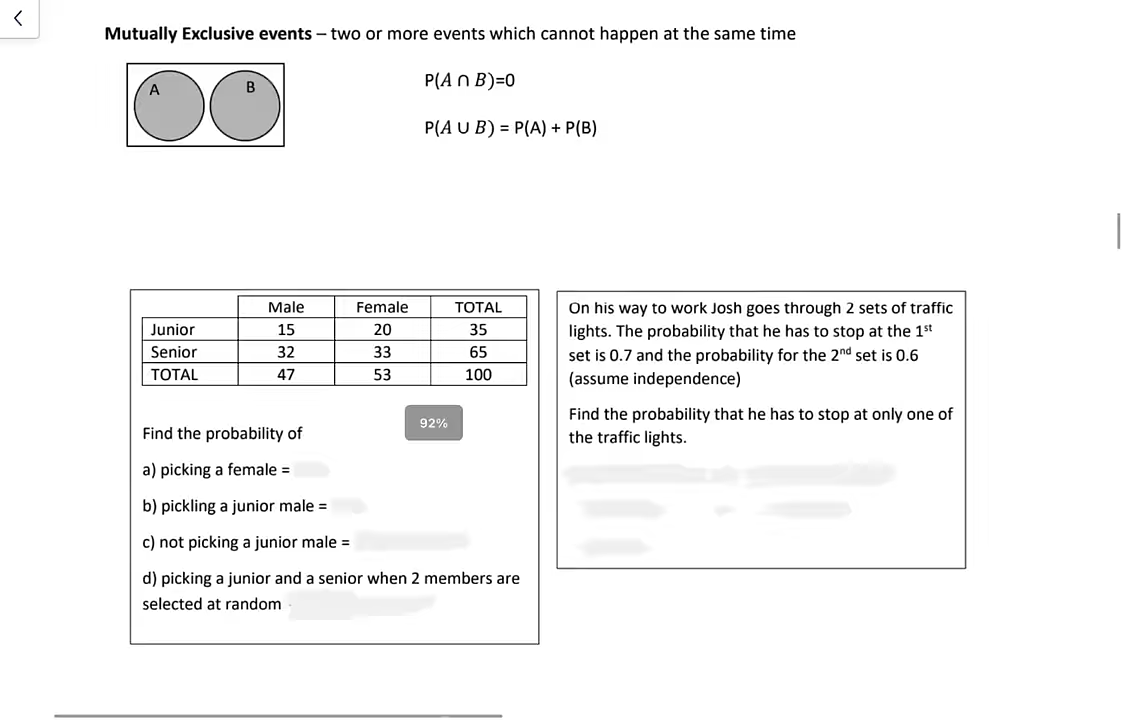 Mutually Exclusive events – two or more events which cannot happen at the same time
A B
P(A ∩ B)=0
P(A ∪ B) = P(A) + P(B)
Male Female TOTAL
Junior 15 20 35
Senior 32 33 65
TOTAL 47 53 100
92%
Find the probability of
a) picking a female =
b) pickling a junior male =
c) not picking a junior male =
d) picking a junior and a senior when 2 members are
selected at random
On his way to work Josh goes through 2 sets of traffic
lights. The probability that he has to stop at the 1st
set is 0.7 and the probability for the 2nd set is 0.6
(assume independence)
Find the probability that he has to stop at only one of
the traffic lights.